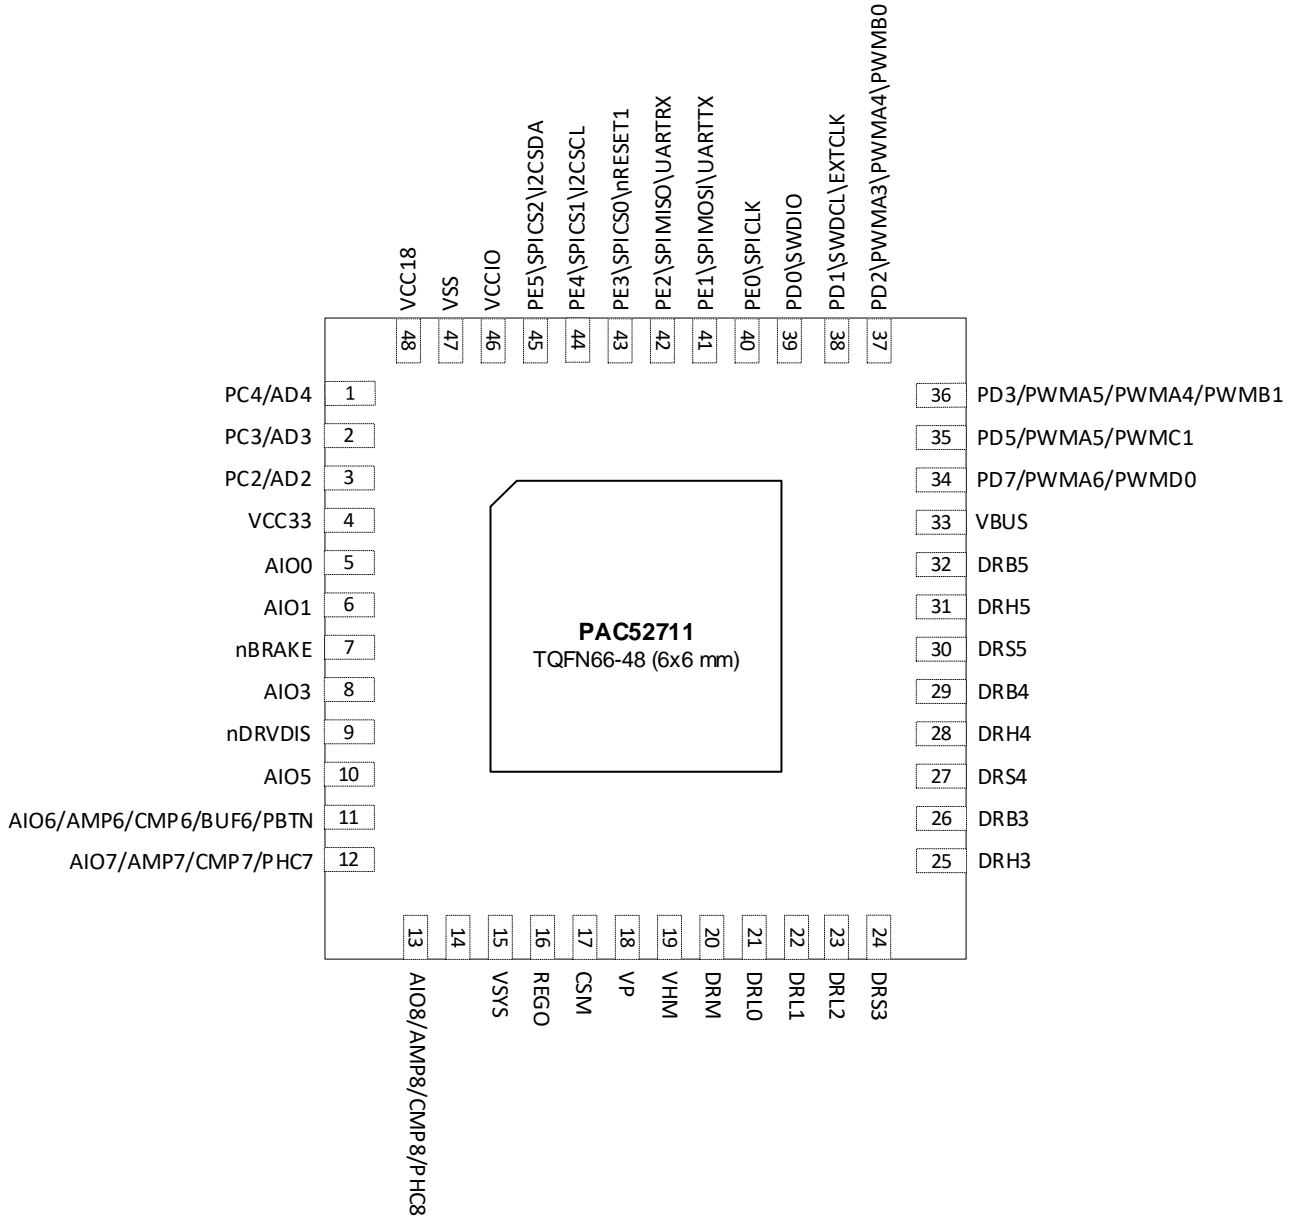 VCC18
VSS
VCCIO
PE5\SPICS2\I2CSDA
PE4\SPICS1\I2CSCL
PE3\SPICS0\nRESET1
PE2\SPIMISO\UARTRX
PE1\SPIMOSI\UARTTX
PE0\SPICLK
PD0\SWDIO
PD1\SWDCL\EXTCLK
PD2\PWMA3\PWMA4\PWMB0
48
47
46
45
44
43
42
41
40
39
38
37
PC4/AD4 1
PC3/AD3 2
PC2/AD2 3
VCC33 4
AIO0 5
AIO1 6
nBRAKE 7
AIO3 8
nDRVDIS 9
AIO5 10
AIO6/AMP6/CMP6/BUF6/PBTN 11
AIO7/AMP7/CMP7/PHC7 12
PAC52711
TQFN66-48 (6x6 mm)
36 PD3/PWMA5/PWMA4/PWMB1
35 PD5/PWMA5/PWMC1
34 PD7/PWMA6/PWMD0
33 VBUS
32 DRB5
31 DRH5
30 DRS5
29 DRB4
28 DRH4
27 DRS4
26 DRB3
25 DRH3
13
14
15
16
17
18
19
20
21
22
23
24
AIO8/AMP8/CMP8/PHC8
VSYS
REGO
CSM
VP
VHM
DRM
DRL0
DRL1
DRL2
DRS3